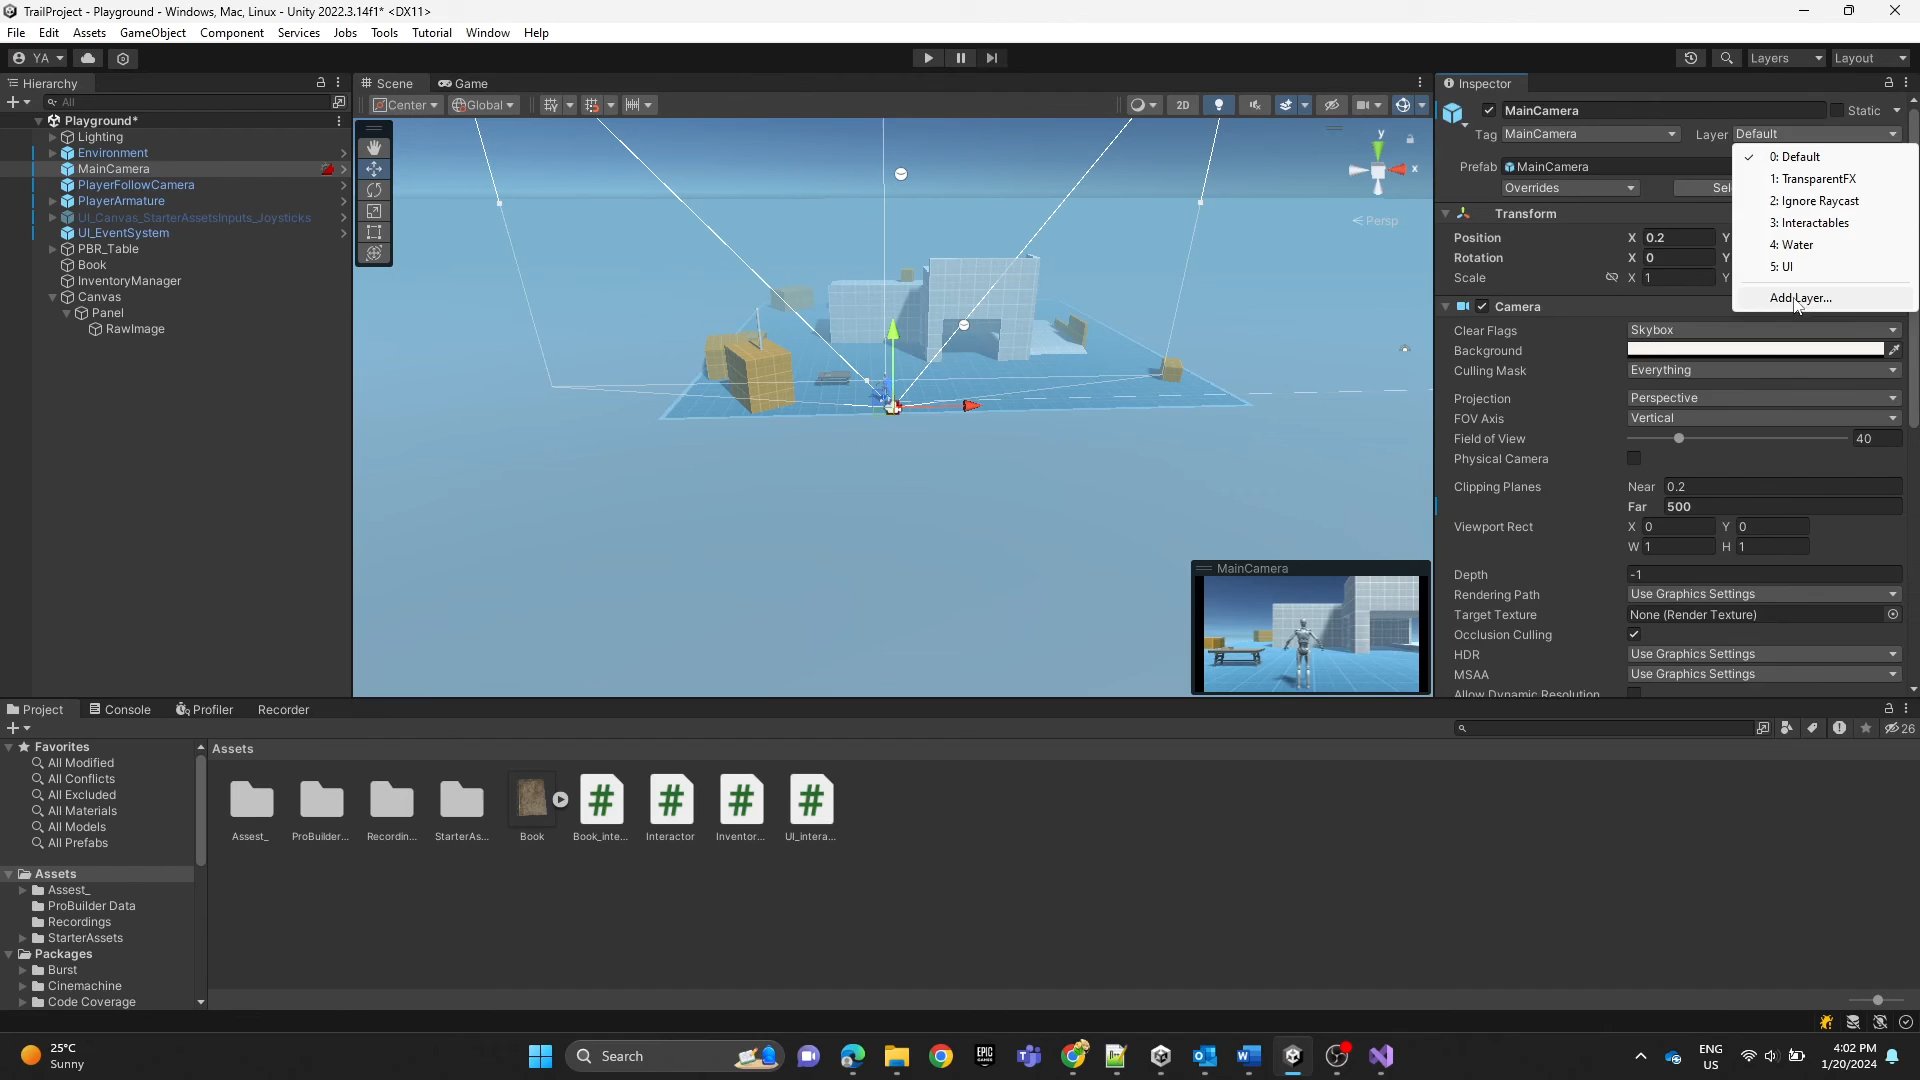 TrailProject - Playground - Windows, Mac, Linux - Unity 2022.3.14f1* <DX11>
File Edit Assets GameObject Component Services Jobs Tools Tutorial Window Help
YA Layers Layout
Hierarchy
All
Playground*
Lighting
Environment
MainCamera
PlayerFollowCamera
PlayerArmature
UI_Canvas_StarterAssetsInputs_Joysticks
UI_EventSystem
PBR_Table
Book
InventoryManager
Canvas
Panel
RawImage
Scene Game
Center Global 2D
y
x
Persp
MainCamera
Inspector
MainCamera Static
Tag MainCamera Layer Default
Prefab MainCamera
Overrides Sel
0: Default
1: TransparentFX
2: Ignore Raycast
3: Interactables
4: Water
5: UI
Add Layer...
Transform
Position X 0.2 Y
Rotation X 0 Y
Scale X 1 Y
Camera
Clear Flags Skybox
Background
Culling Mask Everything
Projection Perspective
FOV Axis Vertical
Field of View 40
Physical Camera
Clipping Planes Near 0.2
Far 500
Viewport Rect X 0 Y 0
W 1 H 1
Depth -1
Rendering Path Use Graphics Settings
Target Texture None (Render Texture)
Occlusion Culling
HDR Use Graphics Settings
MSAA Use Graphics Settings
Allow Dynamic Resolution
Project Console Profiler Recorder
26
Favorites
All Modified
All Conflicts
All Excluded
All Materials
All Models
All Prefabs
Assets
Assest_
ProBuilder Data
Recordings
StarterAssets
Packages
Burst
Cinemachine
Code Coverage
Assets
Assest_ ProBuilder... Recordin... StarterAs... Book Book_inte... Interactor Inventor... UI_intera...
25°C
Sunny
Search
EPIC GAMES
ENG
US
4:02 PM
1/20/2024